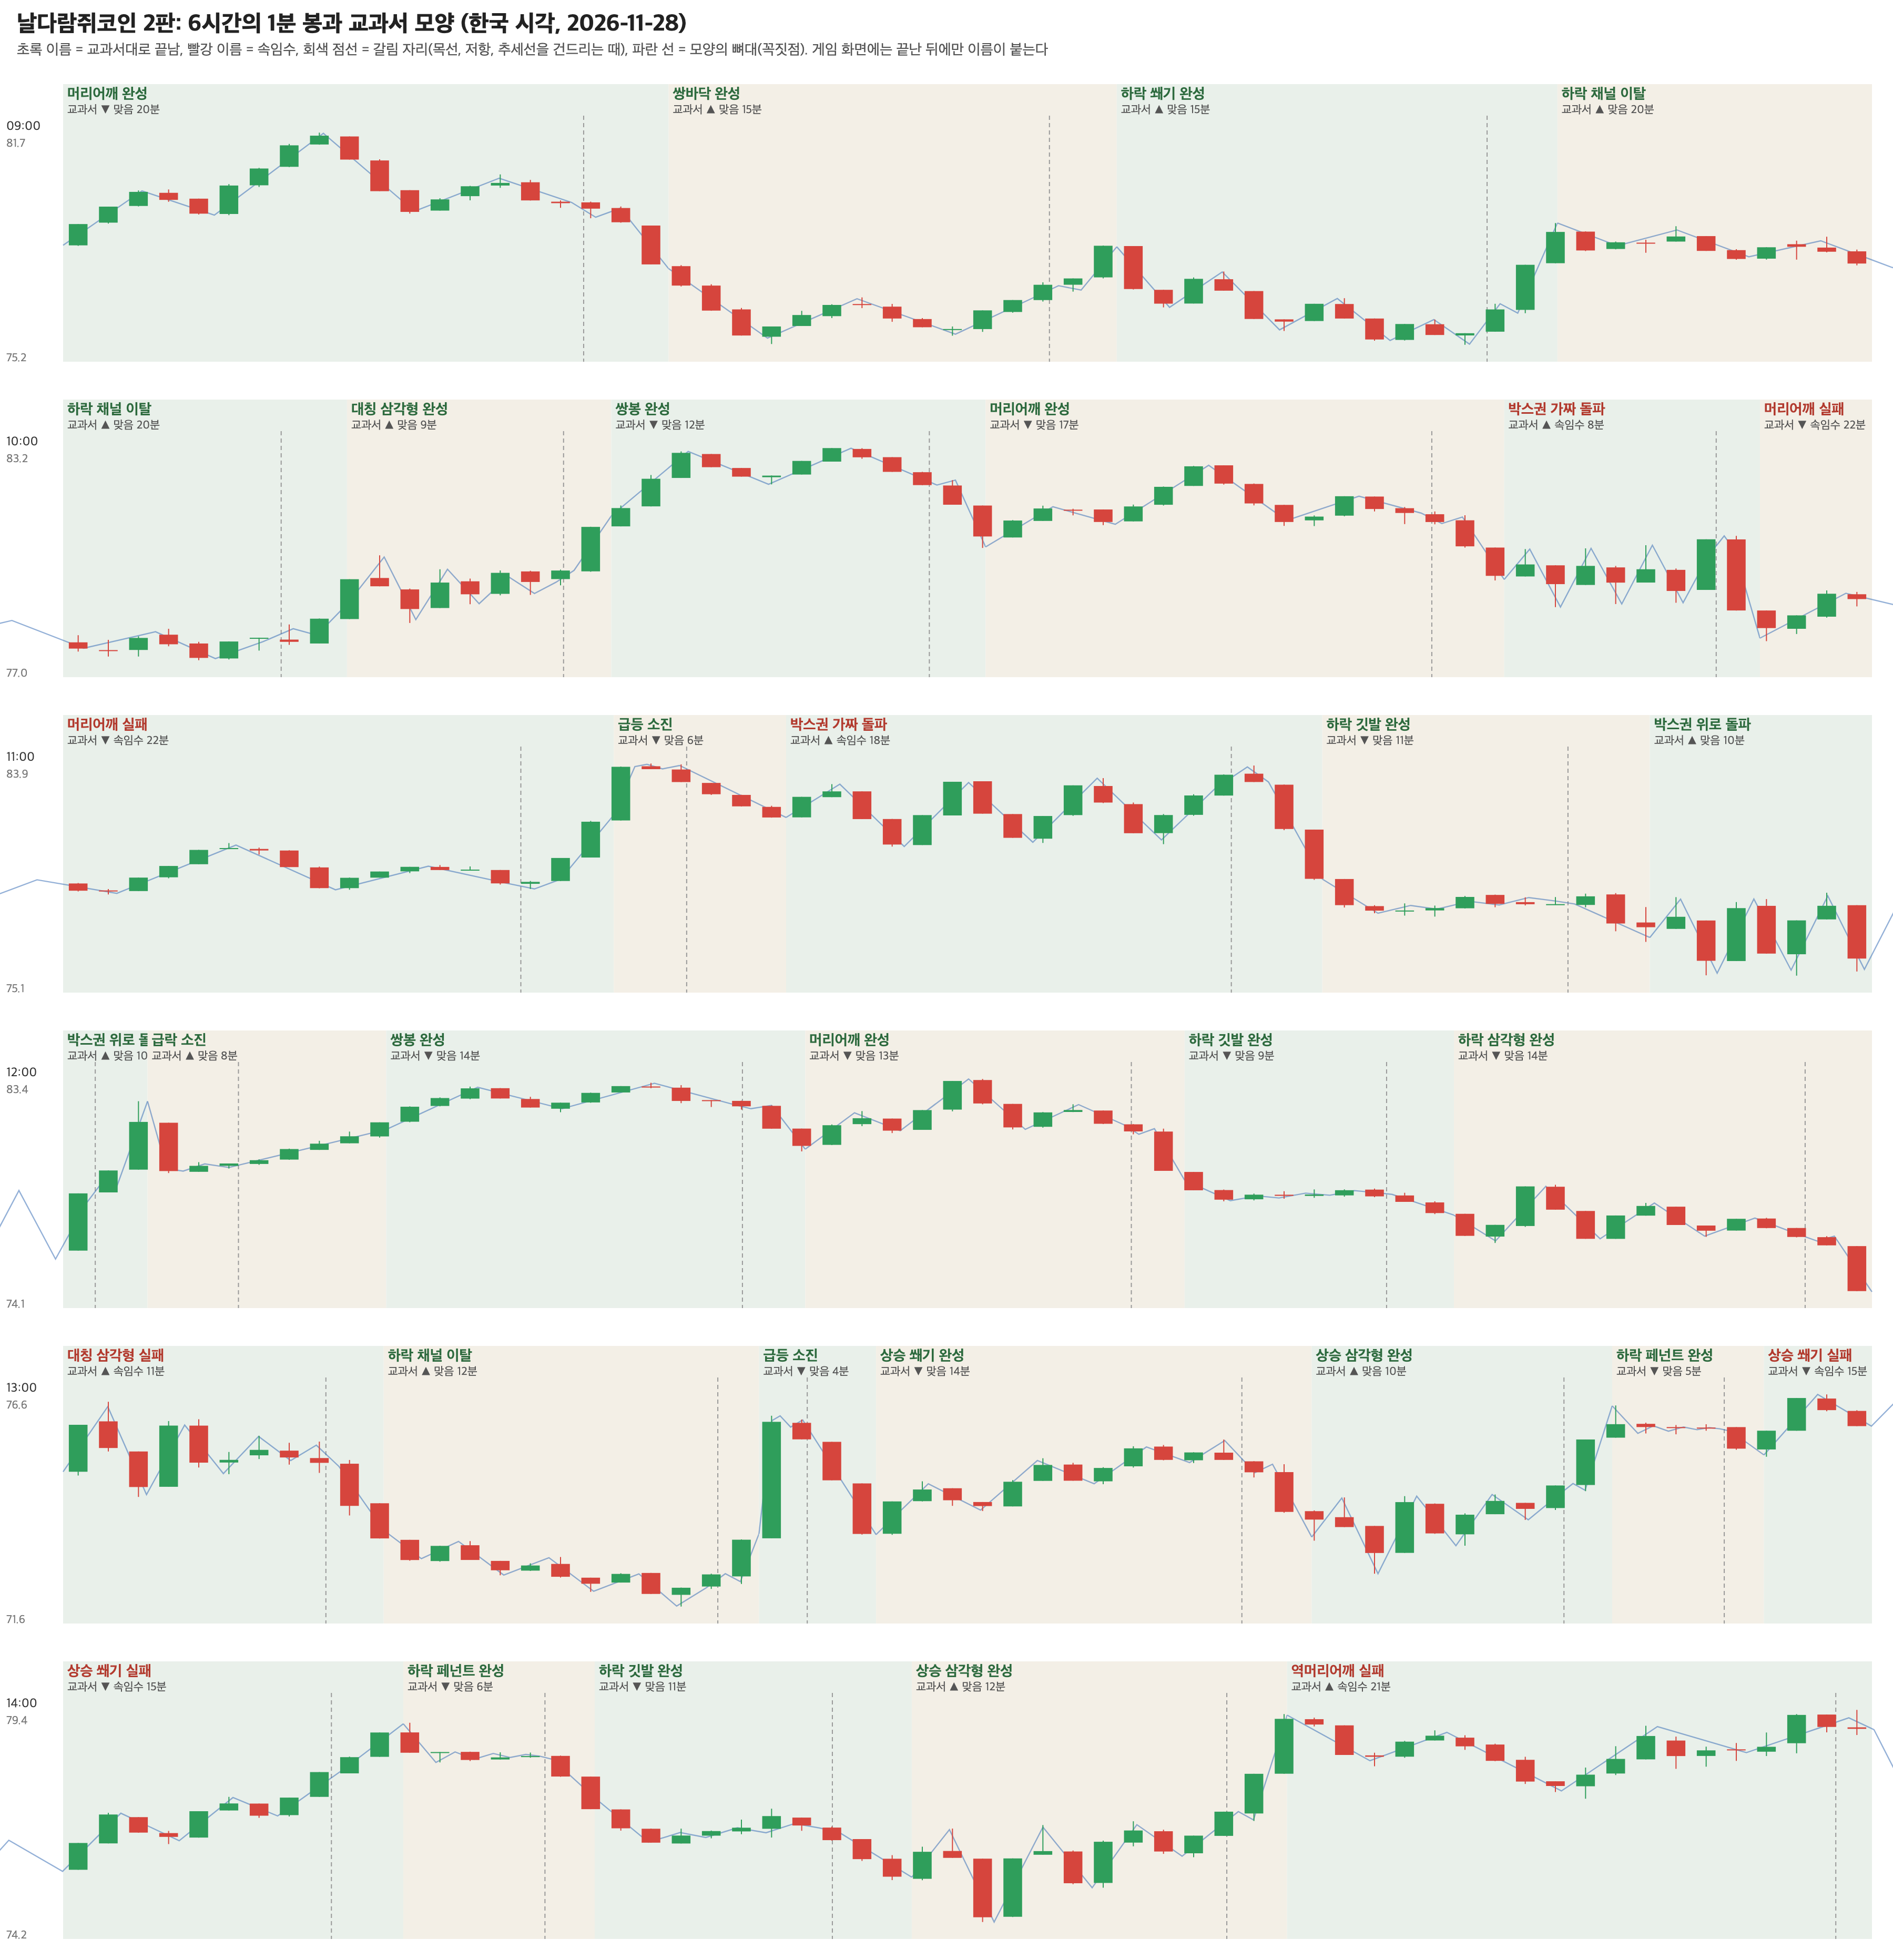 날다람쥐코인 2판: 6시간의 1분 봉과 교과서 모양 (한국 시각, 2026-11-28)
초록 이름 = 교과서대로 끝남, 빨강 이름 = 속임수, 회색 점선 = 갈림 자리(목선, 저항, 추세선을 건드리는 때), 파란 선 = 모양의 뼈대(꼭짓점). 게임 화면에는 끝난 뒤에만 이름이 붙는다
머리어깨 완성 쌍바닥 완성 하락 쐐기 완성 하락 채널 이탈
교과서 ▼ 맞음 20분 교과서 ▲ 맞음 15분 교과서 ▲ 맞음 15분 교과서 ▲ 맞음 20분
09:00
81.7
75.2
하락 채널 이탈 대칭 삼각형 완성 쌍봉 완성 머리어깨 완성 박스권 가짜 돌파 머리어깨 실패
교과서 ▲ 맞음 20분 교과서 ▲ 맞음 9분 교과서 ▼ 맞음 12분 교과서 ▼ 맞음 17분 교과서 ▲ 속임수 8분 교과서 ▼ 속임수 22분
10:00
83.2
77.0
머리어깨 실패 급등 소진 박스권 가짜 돌파 하락 깃발 완성 박스권 위로 돌파
교과서 ▼ 속임수 22분 교과서 ▼ 맞음 6분 교과서 ▲ 속임수 18분 교과서 ▼ 맞음 11분 교과서 ▲ 맞음 10분
11:00
83.9
75.1
박스권 위로 급락 소진 쌍봉 완성 머리어깨 완성 하락 깃발 완성 하락 삼각형 완성
교과서 ▲ 맞음 10 교과서 ▲ 맞음 8분 교과서 ▼ 맞음 14분 교과서 ▼ 맞음 13분 교과서 ▼ 맞음 9분 교과서 ▼ 맞음 14분
12:00
83.4
74.1
대칭 삼각형 실패 하락 채널 이탈 급등 소진 상승 쐐기 완성 상승 삼각형 완성 하락 페넌트 완성 상승 쐐기 실패
교과서 ▲ 속임수 11분 교과서 ▲ 맞음 12분 교과서 ▼ 맞음 4분 교과서 ▼ 맞음 14분 교과서 ▲ 맞음 10분 교과서 ▼ 맞음 5분 교과서 ▼ 속임수 15분
13:00
76.6
71.6
상승 쐐기 실패 하락 페넌트 완성 하락 깃발 완성 상승 삼각형 완성 역머리어깨 실패
교과서 ▼ 속임수 15분 교과서 ▼ 맞음 6분 교과서 ▼ 맞음 11분 교과서 ▲ 맞음 12분 교과서 ▲ 속임수 21분
14:00
79.4
74.2